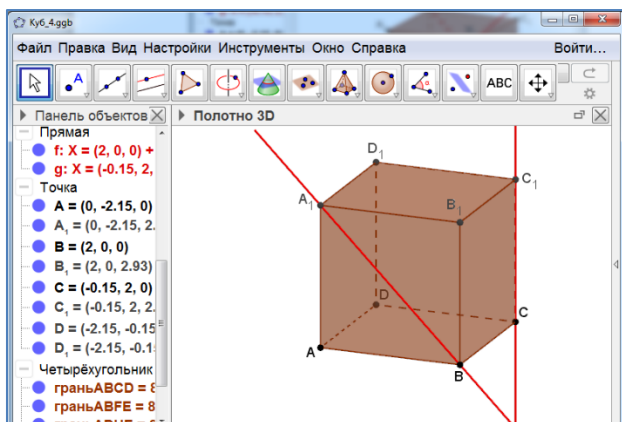 Куб_4.ggb
Файл Правка Вид Настройки Инструменты Окно Справка Войти...
A ABC
Панель объектов
Полотно 3D
Прямая
f: X = (2, 0, 0) +
g: X = (-0.15, 2,
Точка
A = (0, -2.15, 0)
A₁ = (0, -2.15, 2.
B = (2, 0, 0)
B₁ = (2, 0, 2.93)
C = (-0.15, 2, 0)
C₁ = (-0.15, 2, 2.
D = (-2.15, -0.15
D₁ = (-2.15, -0.1
Четырёхугольник
граньABCD = 8
граньABFE = 8
D₁
C₁
A₁
B₁
D
C
A
B